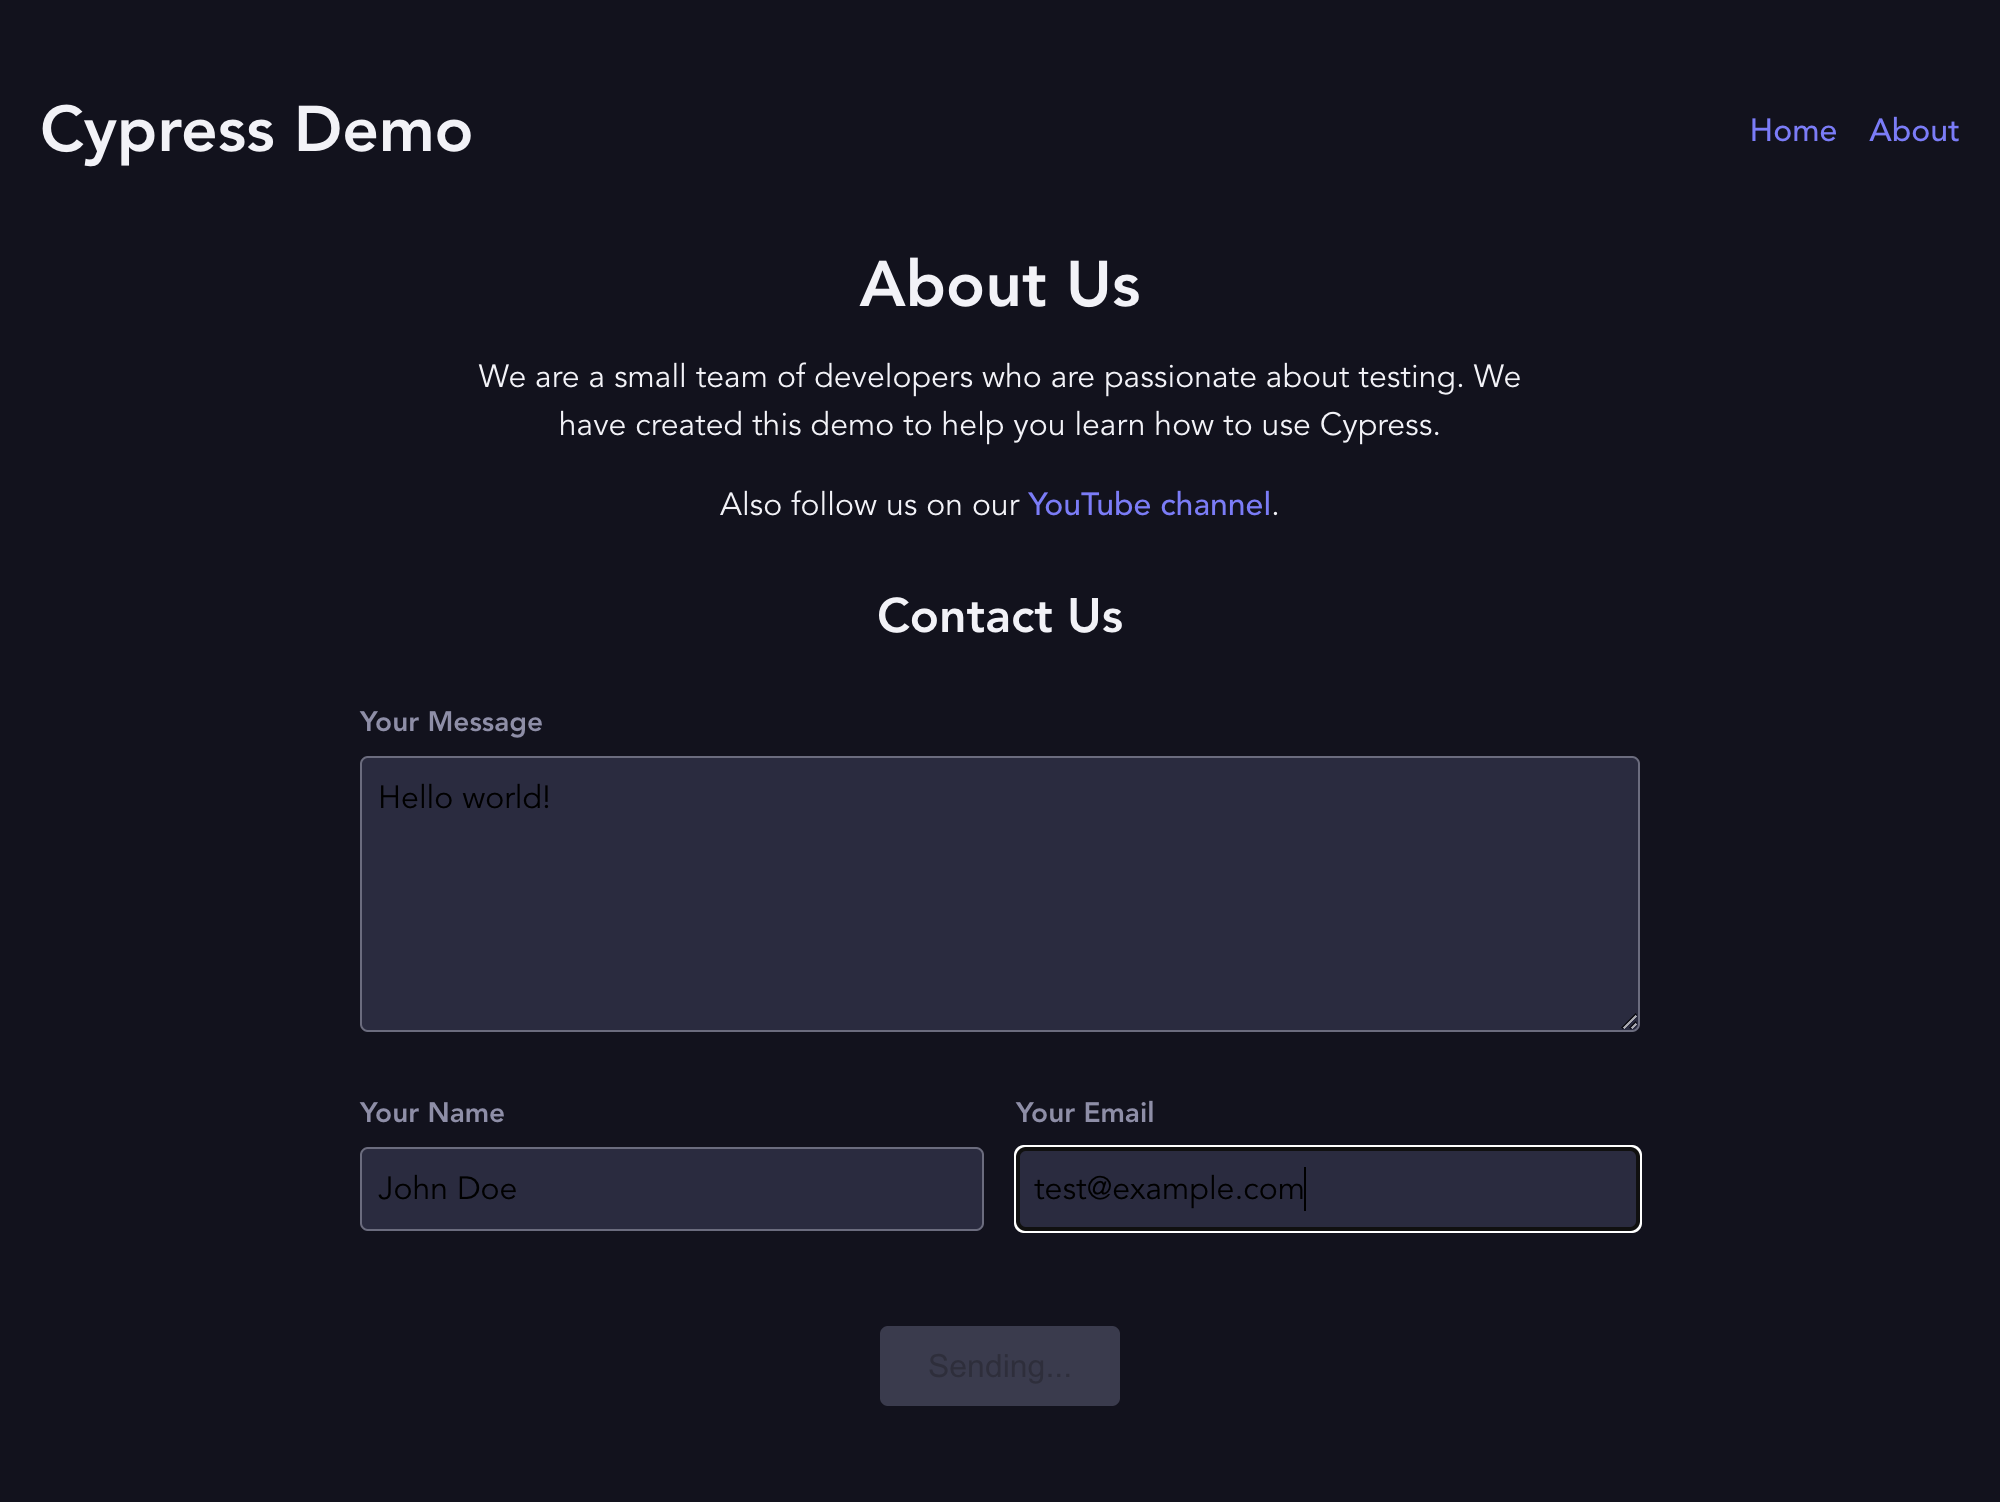 Cypress Demo
Home About
About Us
We are a small team of developers who are passionate about testing. We
have created this demo to help you learn how to use Cypress.
Also follow us on our YouTube channel.
Contact Us
Your Message
Hello world!
Your Name
Your Email
John Doe
test@example.com
Sending...